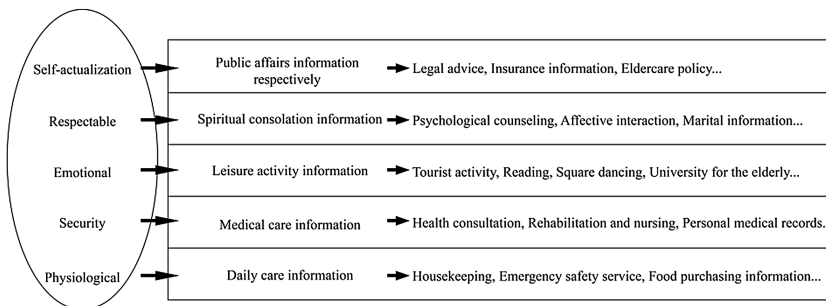 Self-actualization
Public affairs information
respectively
Legal advice, Insurance information, Eldercare policy...
Respectable
Spiritual consolation information
Psychological counseling, Affective interaction, Marital information...
Emotional
Leisure activity information
Tourist activity, Reading, Square dancing, University for the elderly...
Security
Medical care information
Health consultation, Rehabilitation and nursing, Personal medical records.
Physiological
Daily care information
Housekeeping, Emergency safety service, Food purchasing information...